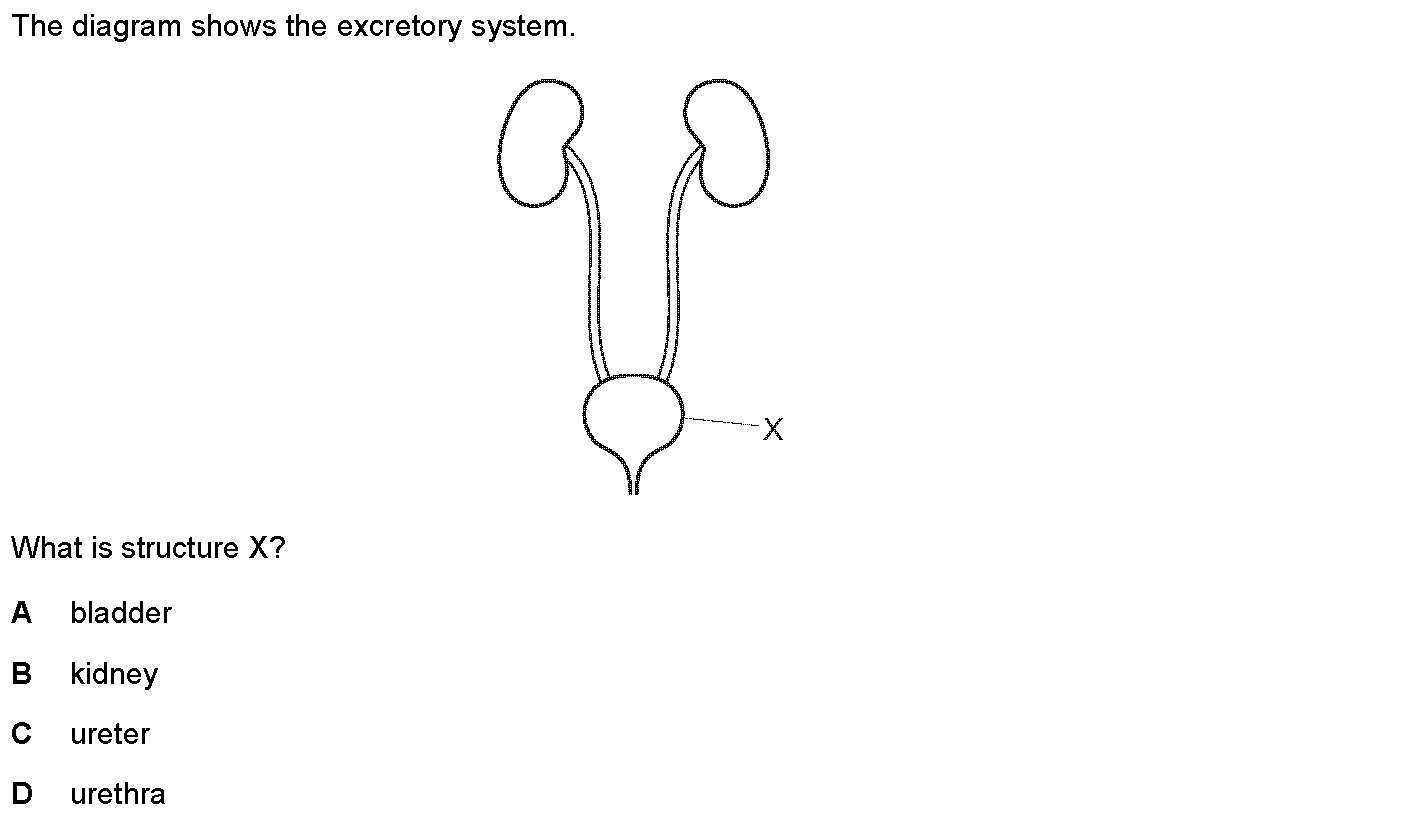 The diagram shows the excretory system.
X
What is structure X?
A bladder
B kidney
C ureter
D urethra